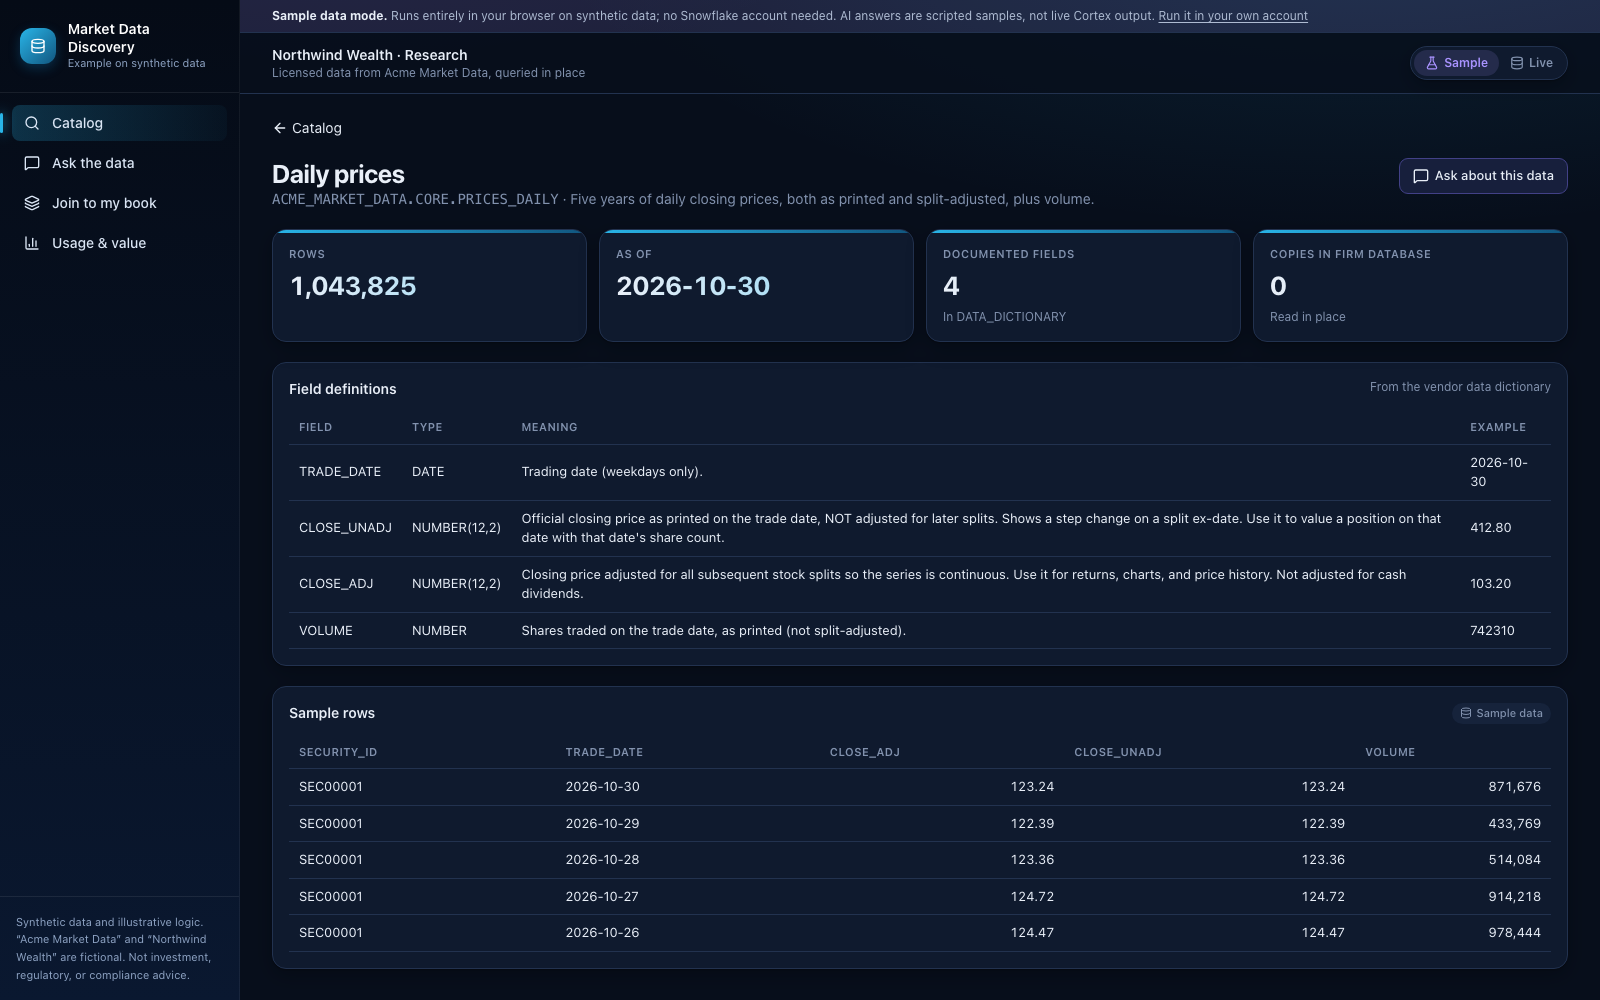 Market Data
Discovery
Example on synthetic data
Catalog
Ask the data
Join to my book
Usage & value
Synthetic data and illustrative logic.
“Acme Market Data” and “Northwind
Wealth” are fictional. Not investment,
regulatory, or compliance advice.
Sample data mode. Runs entirely in your browser on synthetic data; no Snowflake account needed. AI answers are scripted samples, not live Cortex output. Run it in your own account
Northwind Wealth · Research
Licensed data from Acme Market Data, queried in place
Sample Live
← Catalog
Daily prices
ACME_MARKET_DATA.CORE.PRICES_DAILY · Five years of daily closing prices, both as printed and split-adjusted, plus volume.
Ask about this data
ROWS
1,043,825
AS OF
2026-10-30
DOCUMENTED FIELDS
4
In DATA_DICTIONARY
COPIES IN FIRM DATABASE
0
Read in place
Field definitions
From the vendor data dictionary
FIELD TYPE MEANING EXAMPLE
TRADE_DATE DATE Trading date (weekdays only). 2026-10-
30
CLOSE_UNADJ NUMBER(12,2) Official closing price as printed on the trade date, NOT adjusted for later splits. Shows a step change on a split ex-date. Use it to value a position on that
date with that date's share count. 412.80
CLOSE_ADJ NUMBER(12,2) Closing price adjusted for all subsequent stock splits so the series is continuous. Use it for returns, charts, and price history. Not adjusted for cash
dividends. 103.20
VOLUME NUMBER Shares traded on the trade date, as printed (not split-adjusted). 742310
Sample rows
Sample data
SECURITY_ID TRADE_DATE CLOSE_ADJ CLOSE_UNADJ VOLUME
SEC00001 2026-10-30 123.24 123.24 871,676
SEC00001 2026-10-29 122.39 122.39 433,769
SEC00001 2026-10-28 123.36 123.36 514,084
SEC00001 2026-10-27 124.72 124.72 914,218
SEC00001 2026-10-26 124.47 124.47 978,444